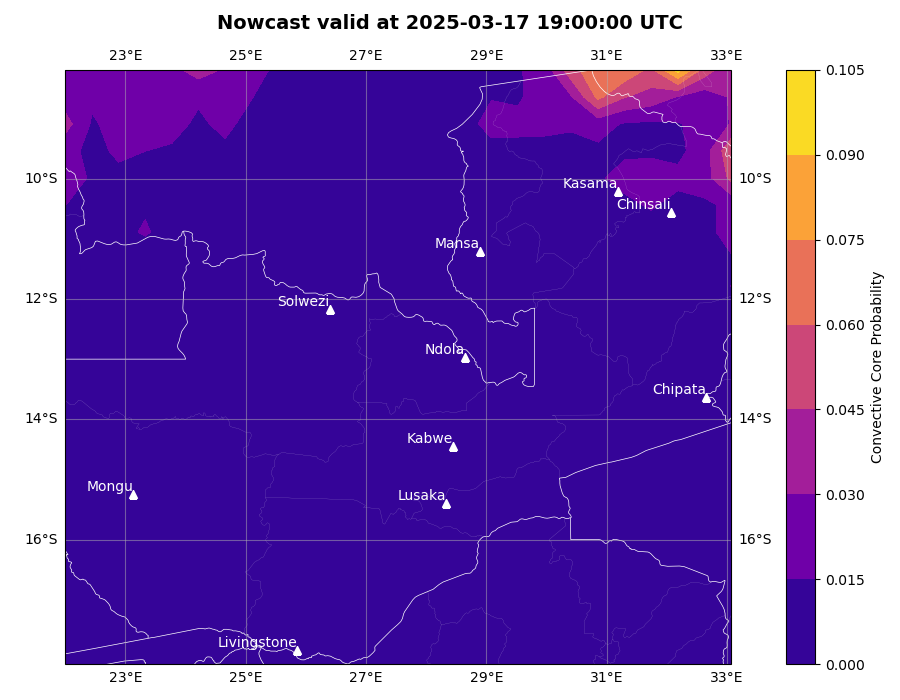 Nowcast valid at 2025-03-17 19:00:00 UTC
23°E 25°E 27°E 29°E 31°E 33°E
0.105
0.090
10°S 10°S
Kasama
Chinsali
0.075
Mansa
12°S 12°S
Solwezi
0.060
Ndola
Chipata
0.045
14°S 14°S
Kabwe
Mongu
Lusaka
0.030
16°S 16°S
0.015
Livingstone
0.000
23°E 25°E 27°E 29°E 31°E 33°E
Convective Core Probability